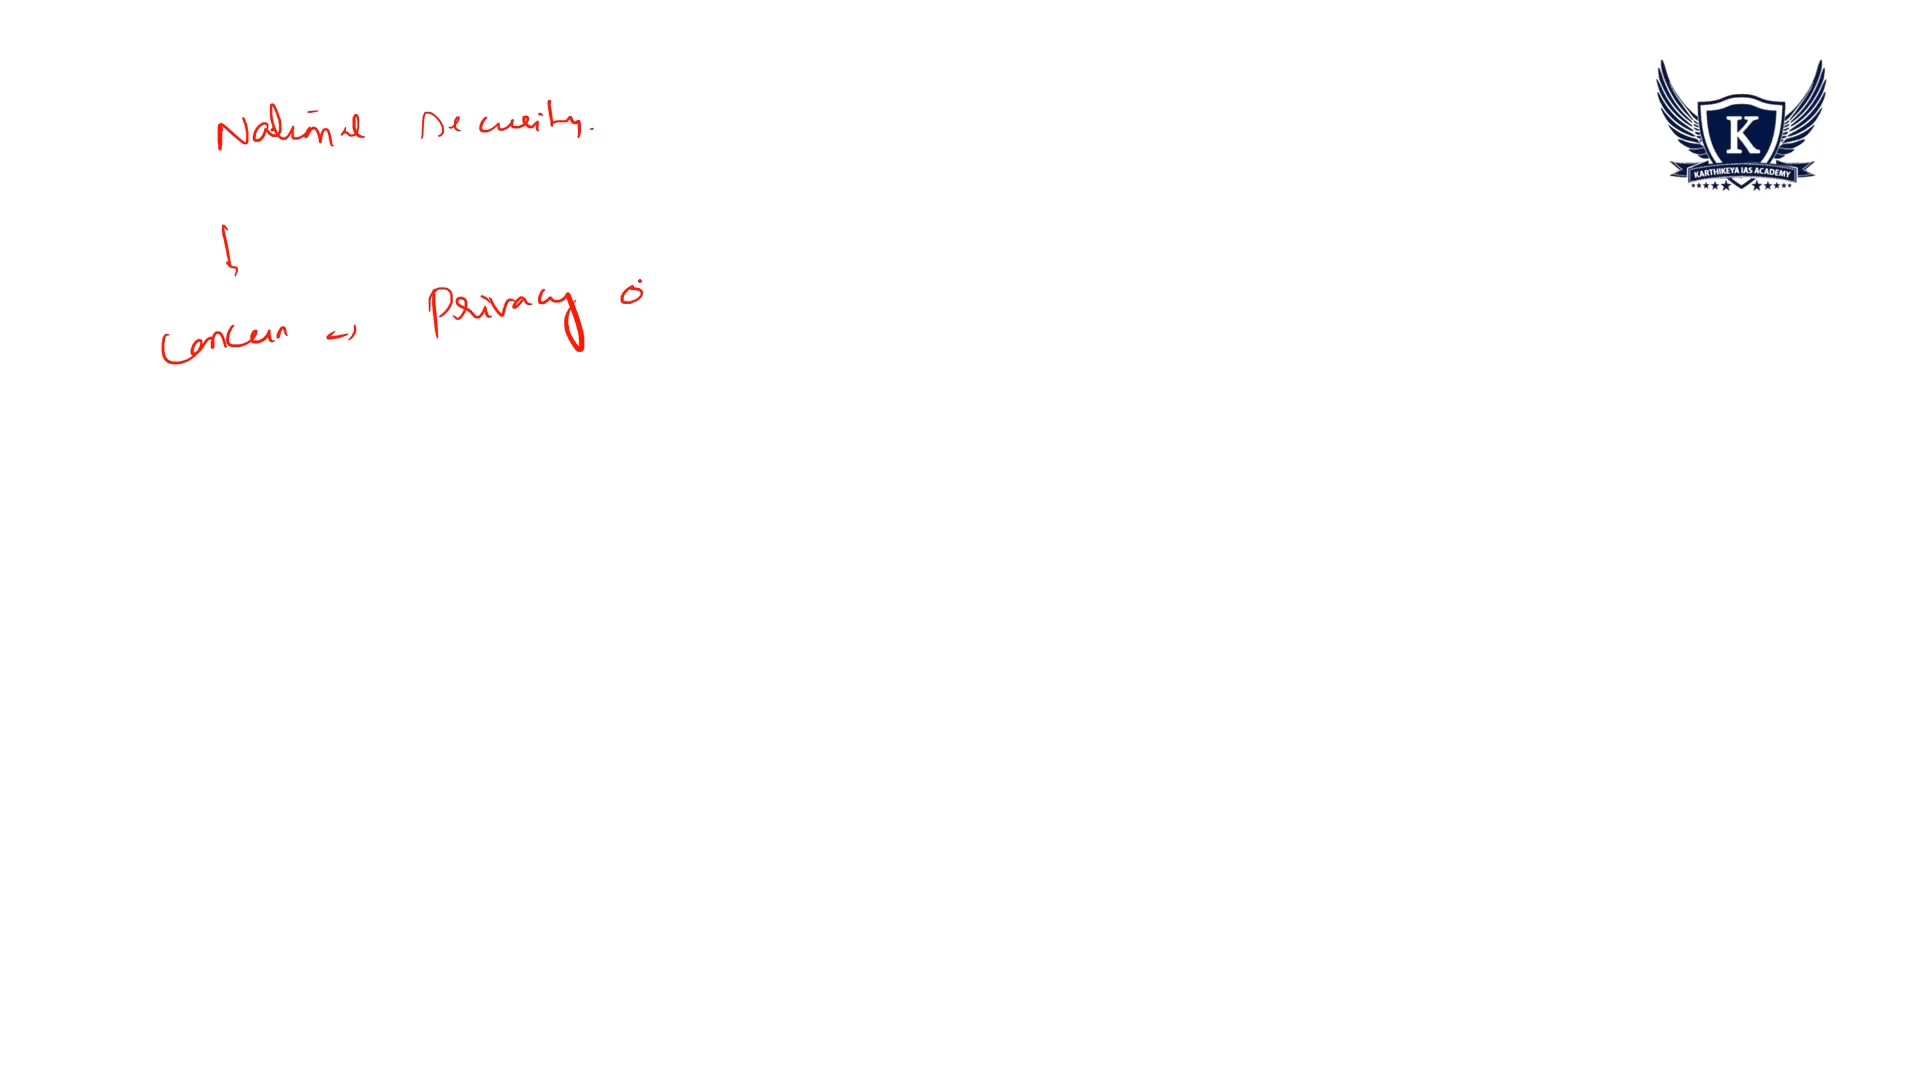 National Security.
K
KARTHIKEYA IAS ACADEMY
Concern → Privacy o